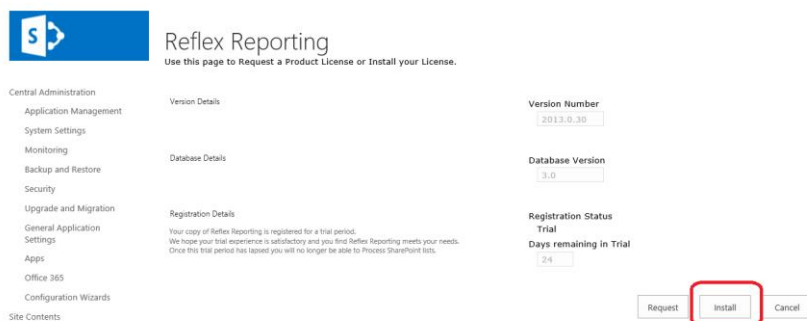 S
Reflex Reporting
Use this page to Request a Product License or Install your License.
Central Administration
Application Management
System Settings
Monitoring
Backup and Restore
Security
Upgrade and Migration
General Application
Settings
Apps
Office 365
Configuration Wizards
Site Contents
Version Details
Version Number
2013.0.30
Database Details
Database Version
3.0
Registration Details
Your copy of Reflex Reporting is registered for a trial period.
We hope your trial experience is satisfactory and you find Reflex Reporting meets your needs.
Once this trial period has lapsed you will no longer be able to Process SharePoint lists.
Registration Status
Trial
Days remaining in Trial
24
Request
Install
Cancel